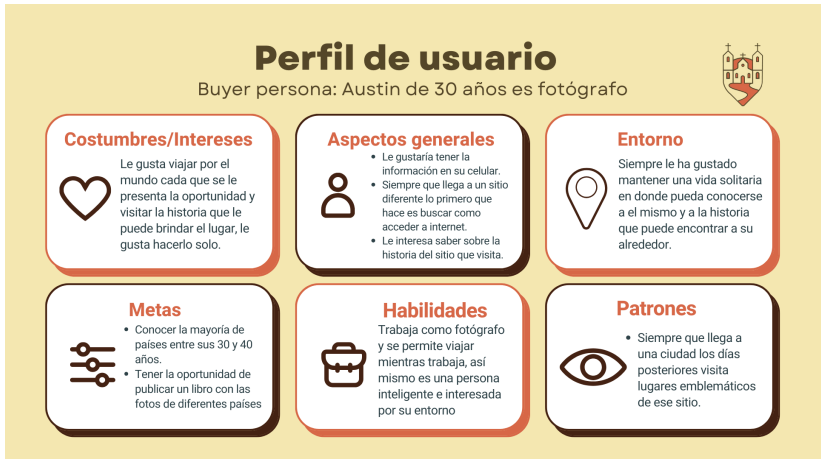 Perfil de usuario
Buyer persona: Austin de 30 años es fotógrafo
Costumbres/Intereses
Le gusta viajar por el
mundo cada que se le
presenta la oportunidad y
visitar la historia que le
puede brindar el lugar, le
gusta hacerlo solo.
Aspectos generales
• Le gustaría tener la
información en su celular.
• Siempre que llega a un sitio
diferente lo primero que
hace es buscar como
acceder a internet.
• Le interesa saber sobre la
historia del sitio que visita.
Entorno
Siempre le ha gustado
mantener una vida solitaria
en donde pueda conocerse
a el mismo y a la historia
que puede encontrar a su
alrededor.
Metas
• Conocer la mayoría de
países entre sus 30 y 40
años.
• Tener la oportunidad de
publicar un libro con las
fotos de diferentes países
Habilidades
Trabaja como fotógrafo
y se permite viajar
mientras trabaja, así
mismo es una persona
inteligente e interesada
por su entorno
Patrones
• Siempre que llega a
una ciudad los días
posteriores visita
lugares emblemáticos
de ese sitio.